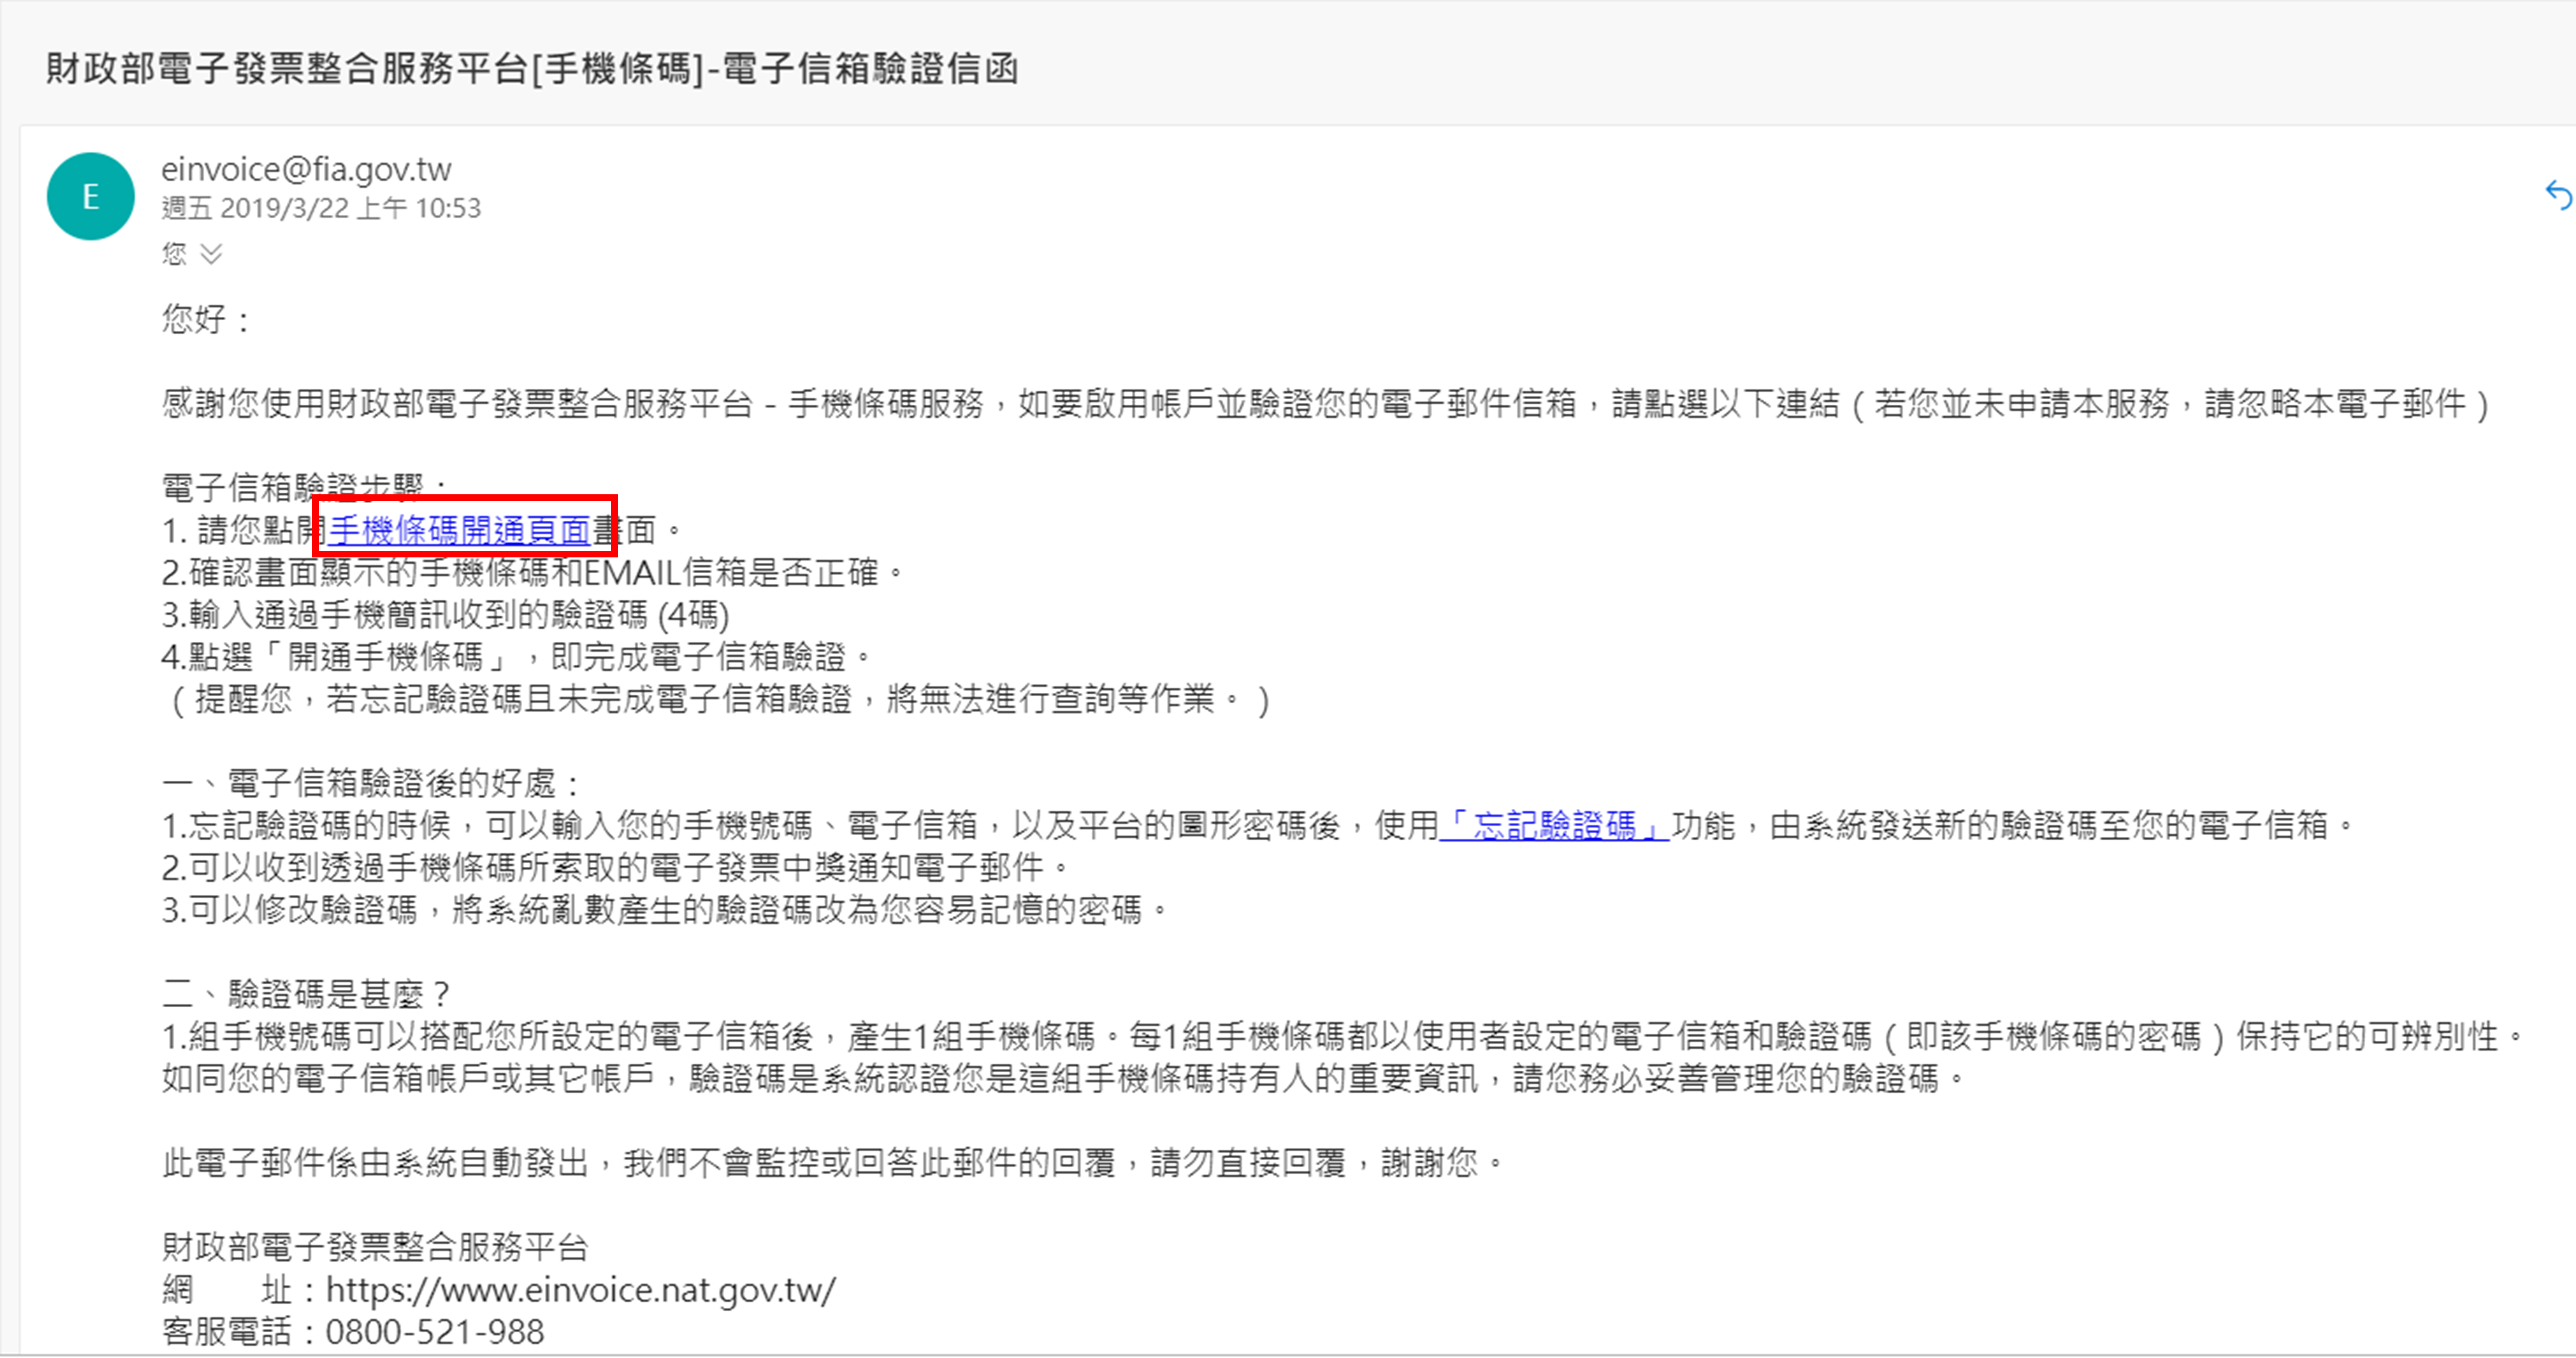 財政部電子發票整合服務平台[手機條碼]-電子信箱驗證信函
E
einvoice@fia.gov.tw
週五 2019/3/22 上午 10:53
您
您好：
感謝您使用財政部電子發票整合服務平台 - 手機條碼服務，如要啟用帳戶並驗證您的電子郵件信箱，請點選以下連結（若您並未申請本服務，請忽略本電子郵件）
電子信箱驗證步驟：
1. 請您點開手機條碼開通頁面畫面。
2.確認畫面顯示的手機條碼和EMAIL信箱是否正確。
3.輸入通過手機簡訊收到的驗證碼 (4碼)
4.點選「開通手機條碼」，即完成電子信箱驗證。
（提醒您，若忘記驗證碼且未完成電子信箱驗證，將無法進行查詢等作業。）
一、電子信箱驗證後的好處：
1.忘記驗證碼的時候，可以輸入您的手機號碼、電子信箱，以及平台的圖形密碼後，使用「忘記驗證碼」功能，由系統發送新的驗證碼至您的電子信箱。
2.可以收到透過手機條碼所索取的電子發票中獎通知電子郵件。
3.可以修改驗證碼，將系統亂數產生的驗證碼改為您容易記憶的密碼。
二、驗證碼是甚麼？
1.組手機號碼可以搭配您所設定的電子信箱後，產生1組手機條碼。每1組手機條碼都以使用者設定的電子信箱和驗證碼（即該手機條碼的密碼）保持它的可辨別性。
如同您的電子信箱帳戶或其它帳戶，驗證碼是系統認證您是這組手機條碼持有人的重要資訊，請您務必妥善管理您的驗證碼。
此電子郵件係由系統自動發出，我們不會監控或回答此郵件的回覆，請勿直接回覆，謝謝您。
財政部電子發票整合服務平台
網　　址：https://www.einvoice.nat.gov.tw/
客服電話：0800-521-988